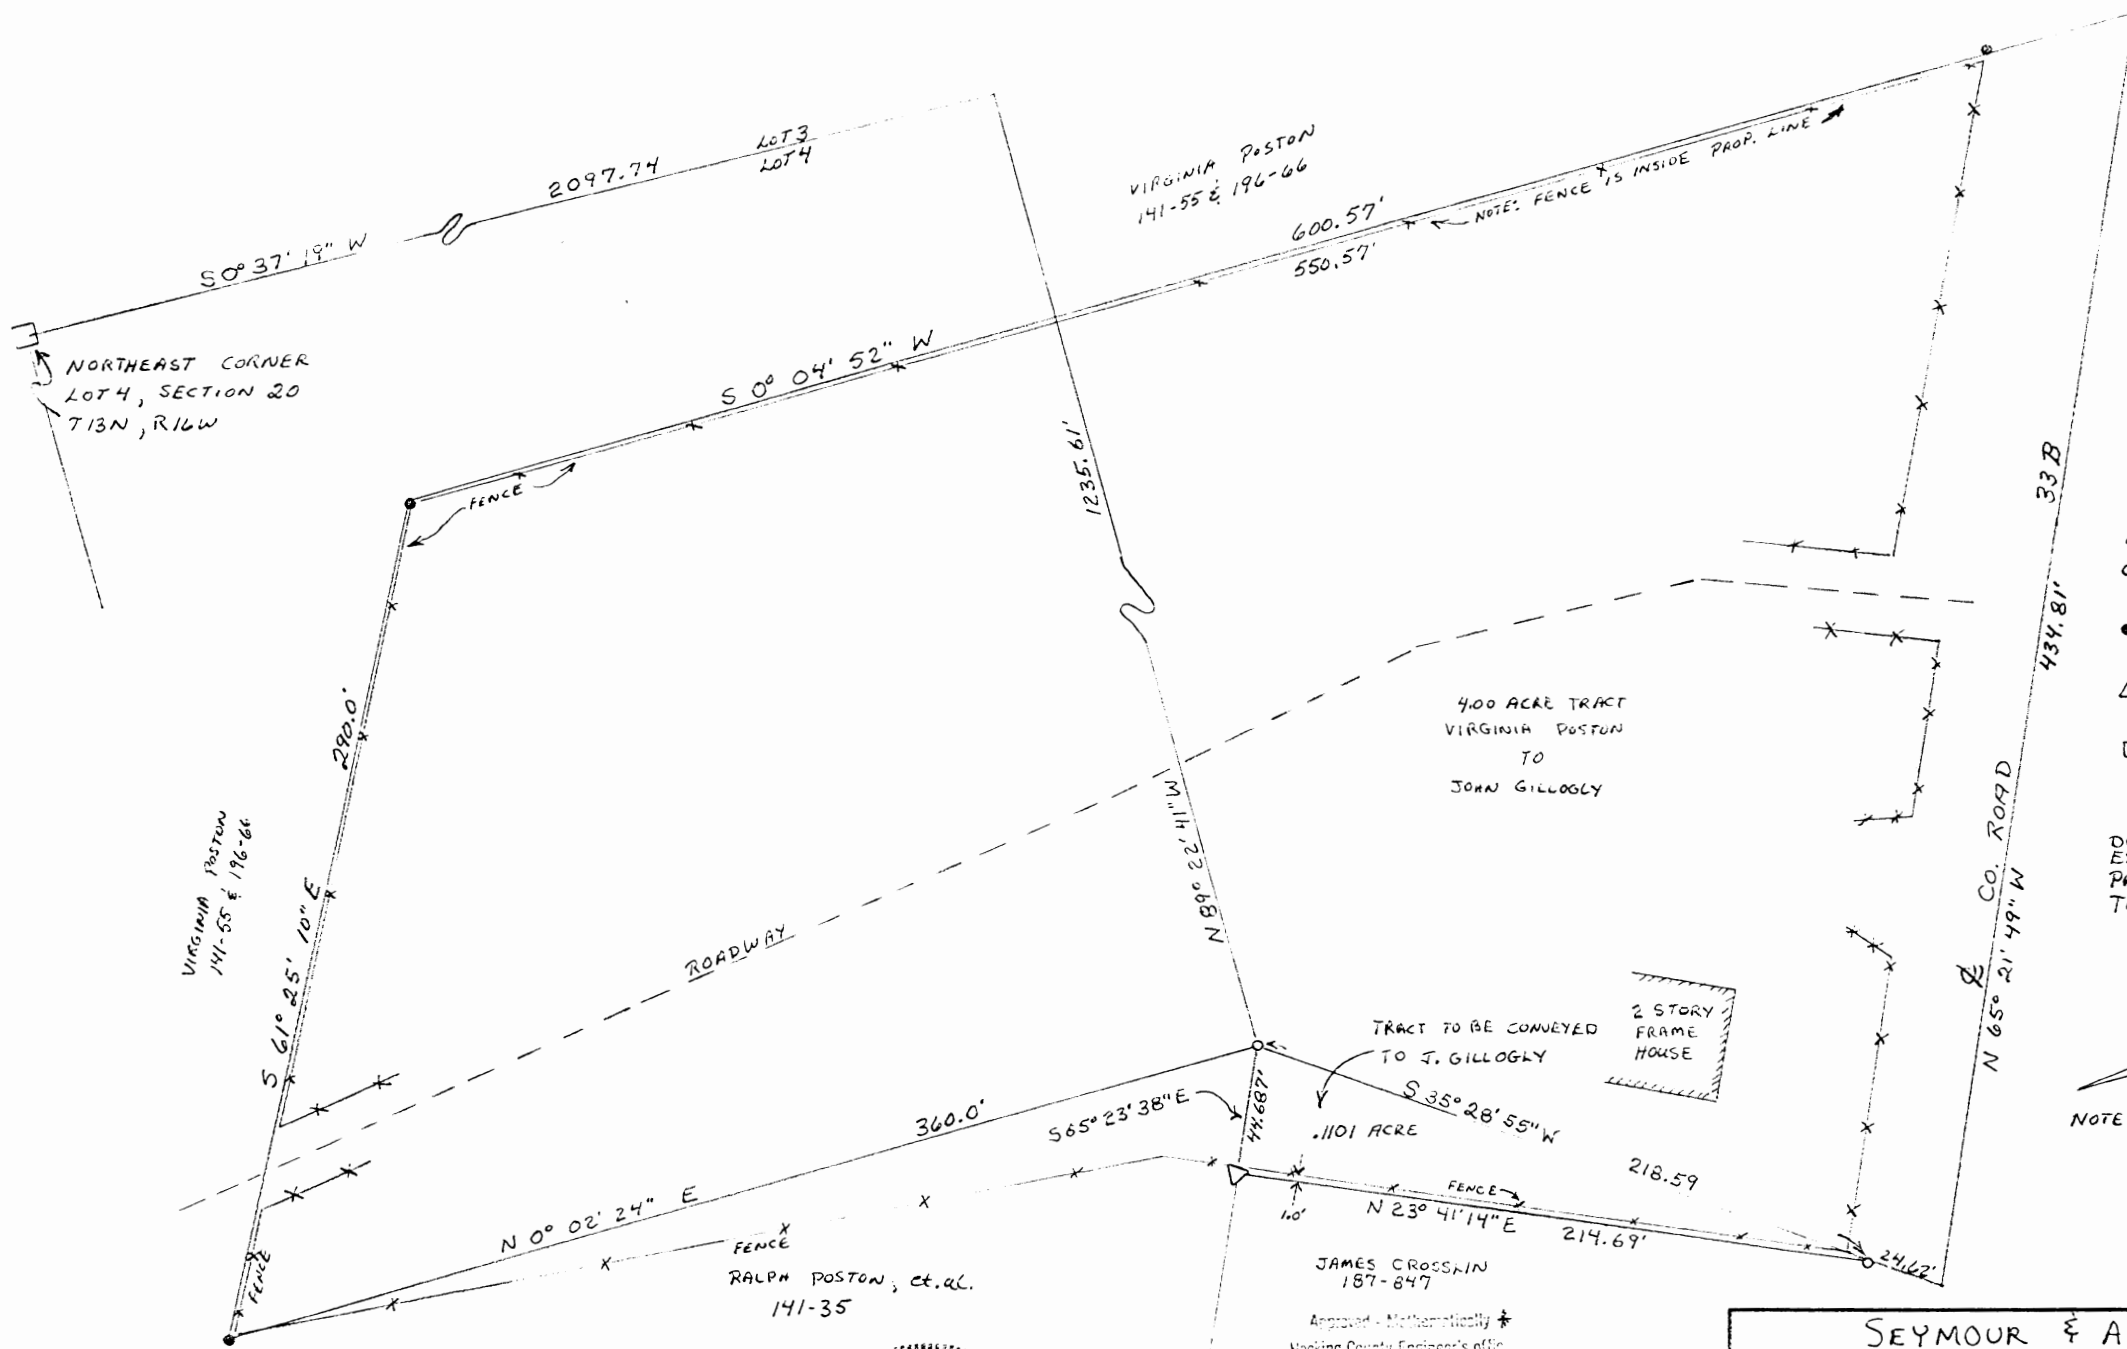 LOT 3
LOT 4
2097.74
S 0° 37' 19" W
NORTHEAST CORNER
LOT 4, SECTION 20
T13N, R16W
VIRGINIA POSTON
141-55 & 196-66
600.57'
550.57'
NOTE: FENCE IS INSIDE PROP. LINE
S 0° 04' 52" W
FENCE
1235.61'
N 89° 22' 41" W
290.0'
S 61° 25' 10" E
VIRGINIA POSTON
141-55 & 196-66
ROADWAY
4.00 ACRE TRACT
VIRGINIA POSTON
TO
JOHN GILLOGLY
33B
434.81'
CO. ROAD
N 65° 21' 49" W
2 STORY
FRAME
HOUSE
TRACT TO BE CONVEYED
TO J. GILLOGLY
S 35° 28' 55" W
.1101 ACRE
44.687'
S 65° 23' 38" E
360.0'
N 0° 02' 24" E
218.59
FENCE
1.0'
N 23° 41' 14" E
214.69'
24.62'
FENCE
FENCE
RALPH POSTON, et.al.
141-35
JAMES CROSSLIN
187-847
Approved - Mathematically
Hocking County Engineer's office
NOTE
SEYMOUR & A